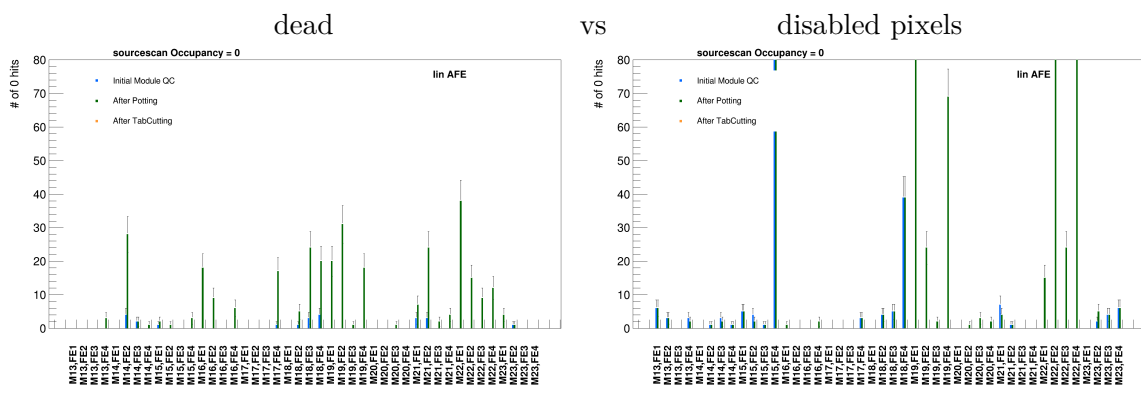 dead vs disabled pixels
sourcescan Occupancy = 0
# of 0 hits
lin AFE
Initial Module QC
After Potting
After TabCutting
80
70
60
50
40
30
20
10
0
M13,FE1
M13,FE2
M13,FE3
M13,FE4
M14,FE1
M14,FE2
M14,FE3
M14,FE4
M15,FE1
M15,FE2
M15,FE3
M15,FE4
M16,FE1
M16,FE2
M16,FE3
M16,FE4
M17,FE1
M17,FE2
M17,FE3
M17,FE4
M18,FE1
M18,FE2
M18,FE3
M18,FE4
M19,FE1
M19,FE2
M19,FE3
M19,FE4
M20,FE1
M20,FE2
M20,FE3
M20,FE4
M21,FE1
M21,FE2
M21,FE3
M21,FE4
M22,FE1
M22,FE2
M22,FE3
M22,FE4
M23,FE1
M23,FE2
M23,FE3
M23,FE4
sourcescan Occupancy = 0
# of 0 hits
lin AFE
Initial Module QC
After Potting
After TabCutting
80
70
60
50
40
30
20
10
0
M13,FE1
M13,FE2
M13,FE3
M13,FE4
M14,FE1
M14,FE2
M14,FE3
M14,FE4
M15,FE1
M15,FE2
M15,FE3
M15,FE4
M16,FE1
M16,FE2
M16,FE3
M16,FE4
M17,FE1
M17,FE2
M17,FE3
M17,FE4
M18,FE1
M18,FE2
M18,FE3
M18,FE4
M19,FE1
M19,FE2
M19,FE3
M19,FE4
M20,FE1
M20,FE2
M20,FE3
M20,FE4
M21,FE1
M21,FE2
M21,FE3
M21,FE4
M22,FE1
M22,FE2
M22,FE3
M22,FE4
M23,FE1
M23,FE2
M23,FE3
M23,FE4